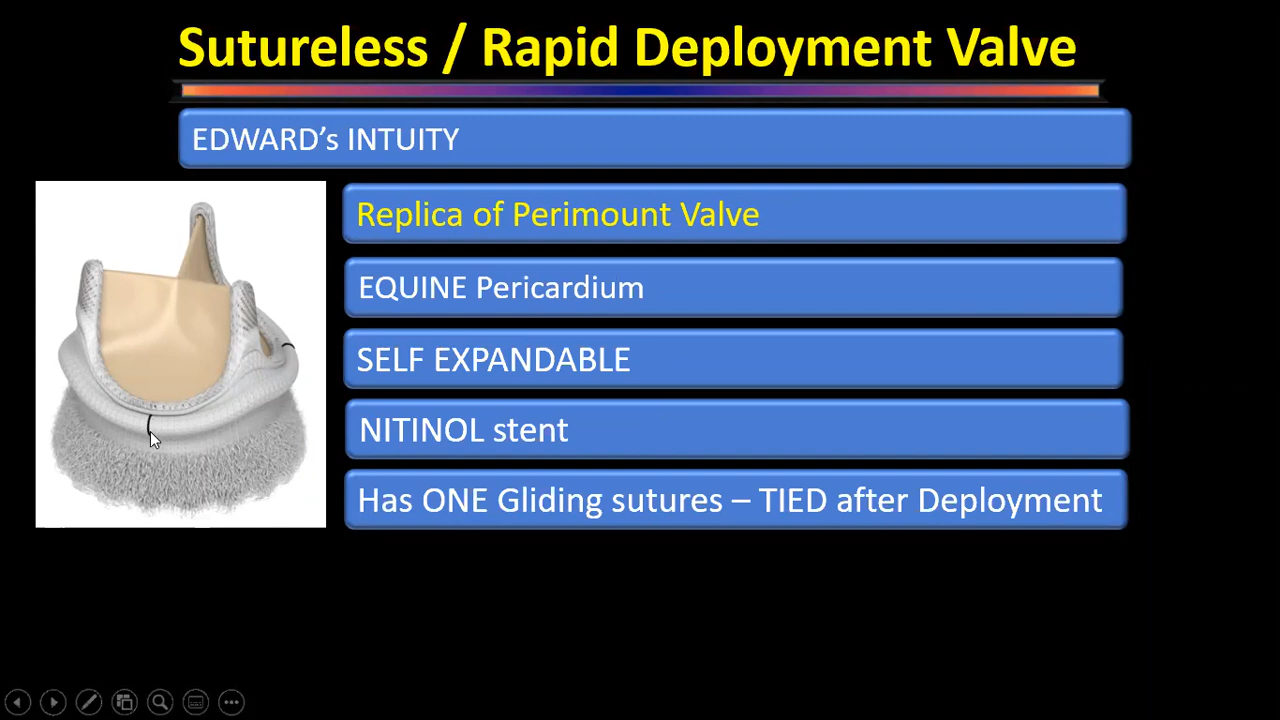 Sutureless / Rapid Deployment Valve
EDWARD’s INTUITY
Replica of Perimount Valve
EQUINE Pericardium
SELF EXPANDABLE
NITINOL stent
Has ONE Gliding sutures – TIED after Deployment